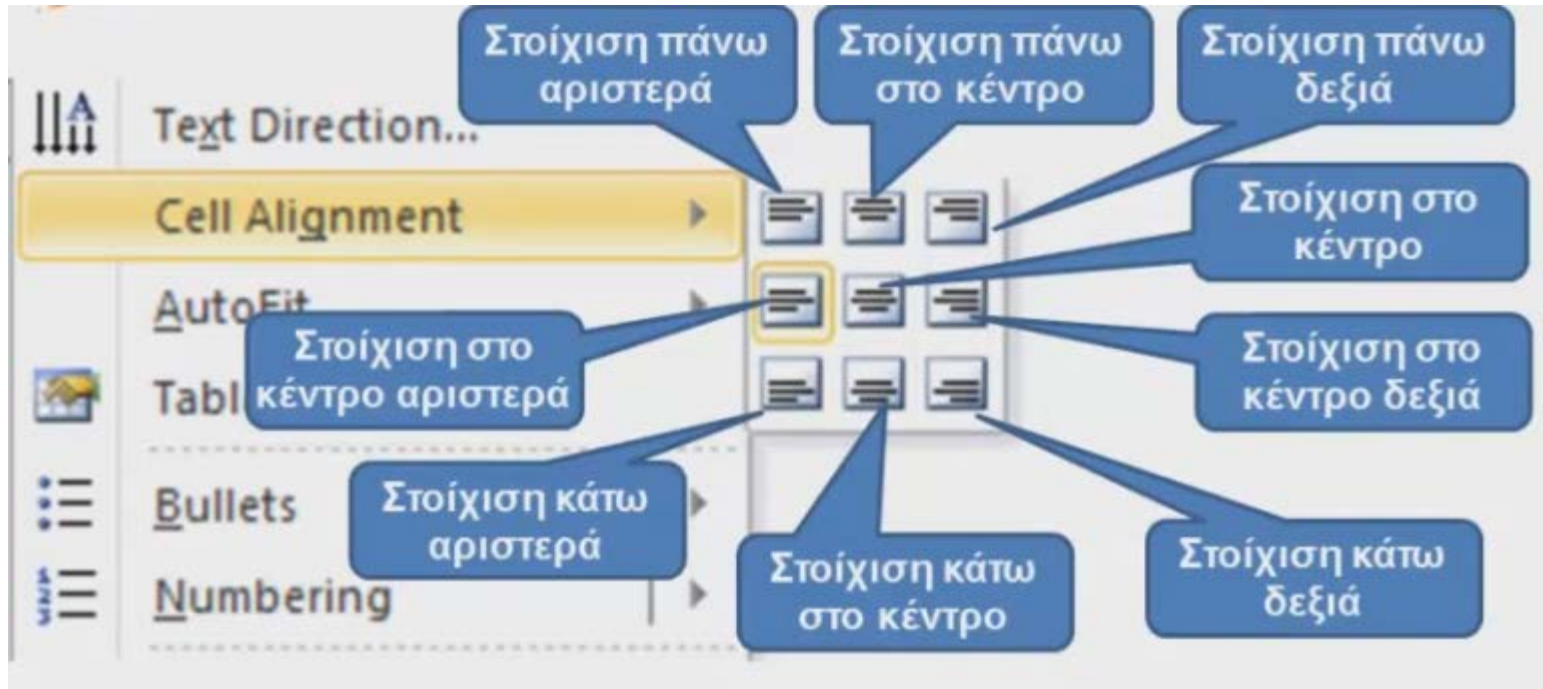 Στοίχιση πάνω
αριστερά
Στοίχιση πάνω
στο κέντρο
Στοίχιση πάνω
δεξιά
Text Direction...
Cell Alignment
Στοίχιση στο
κέντρο
AutoFit
Στοίχιση στο
κέντρο αριστερά
Στοίχιση στο
κέντρο δεξιά
Tabl
Bullets
Στοίχιση κάτω
αριστερά
Στοίχιση κάτω
στο κέντρο
Στοίχιση κάτω
δεξιά
Numbering